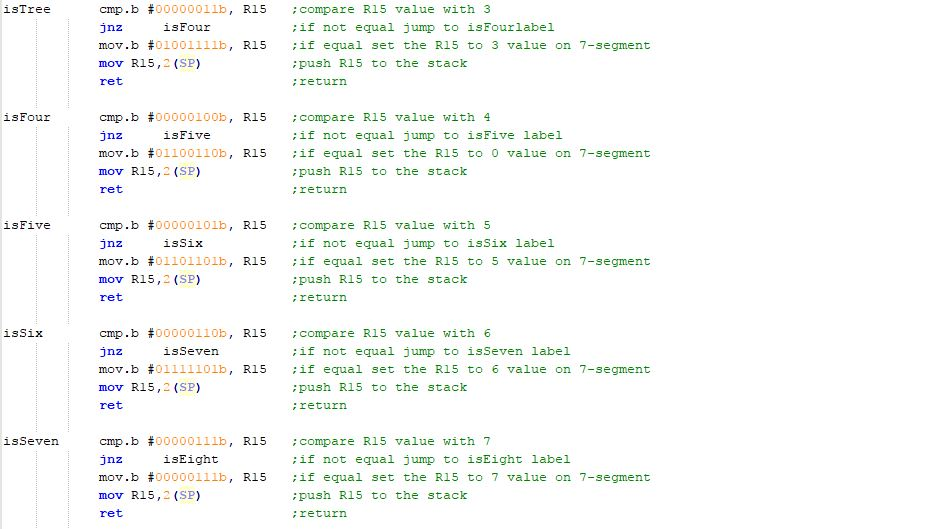 isTree cmp.b #00000011b, R15 ;compare R15 value with 3
jnz isFour ;if not equal jump to isFourlabel
mov.b #01001111b, R15 ;if equal set the R15 to 3 value on 7-segment
mov R15,2(SP) ;push R15 to the stack
ret ;return
isFour cmp.b #00000100b, R15 ;compare R15 value with 4
jnz isFive ;if not equal jump to isFive label
mov.b #01100110b, R15 ;if equal set the R15 to 0 value on 7-segment
mov R15,2(SP) ;push R15 to the stack
ret ;return
isFive cmp.b #00000101b, R15 ;compare R15 value with 5
jnz isSix ;if not equal jump to isSix label
mov.b #01101101b, R15 ;if equal set the R15 to 5 value on 7-segment
mov R15,2(SP) ;push R15 to the stack
ret ;return
isSix cmp.b #00000110b, R15 ;compare R15 value with 6
jnz isSeven ;if not equal jump to isSeven label
mov.b #01111101b, R15 ;if equal set the R15 to 6 value on 7-segment
mov R15,2(SP) ;push R15 to the stack
ret ;return
isSeven cmp.b #00000111b, R15 ;compare R15 value with 7
jnz isEight ;if not equal jump to isEight label
mov.b #00000111b, R15 ;if equal set the R15 to 7 value on 7-segment
mov R15,2(SP) ;push R15 to the stack
ret ;return